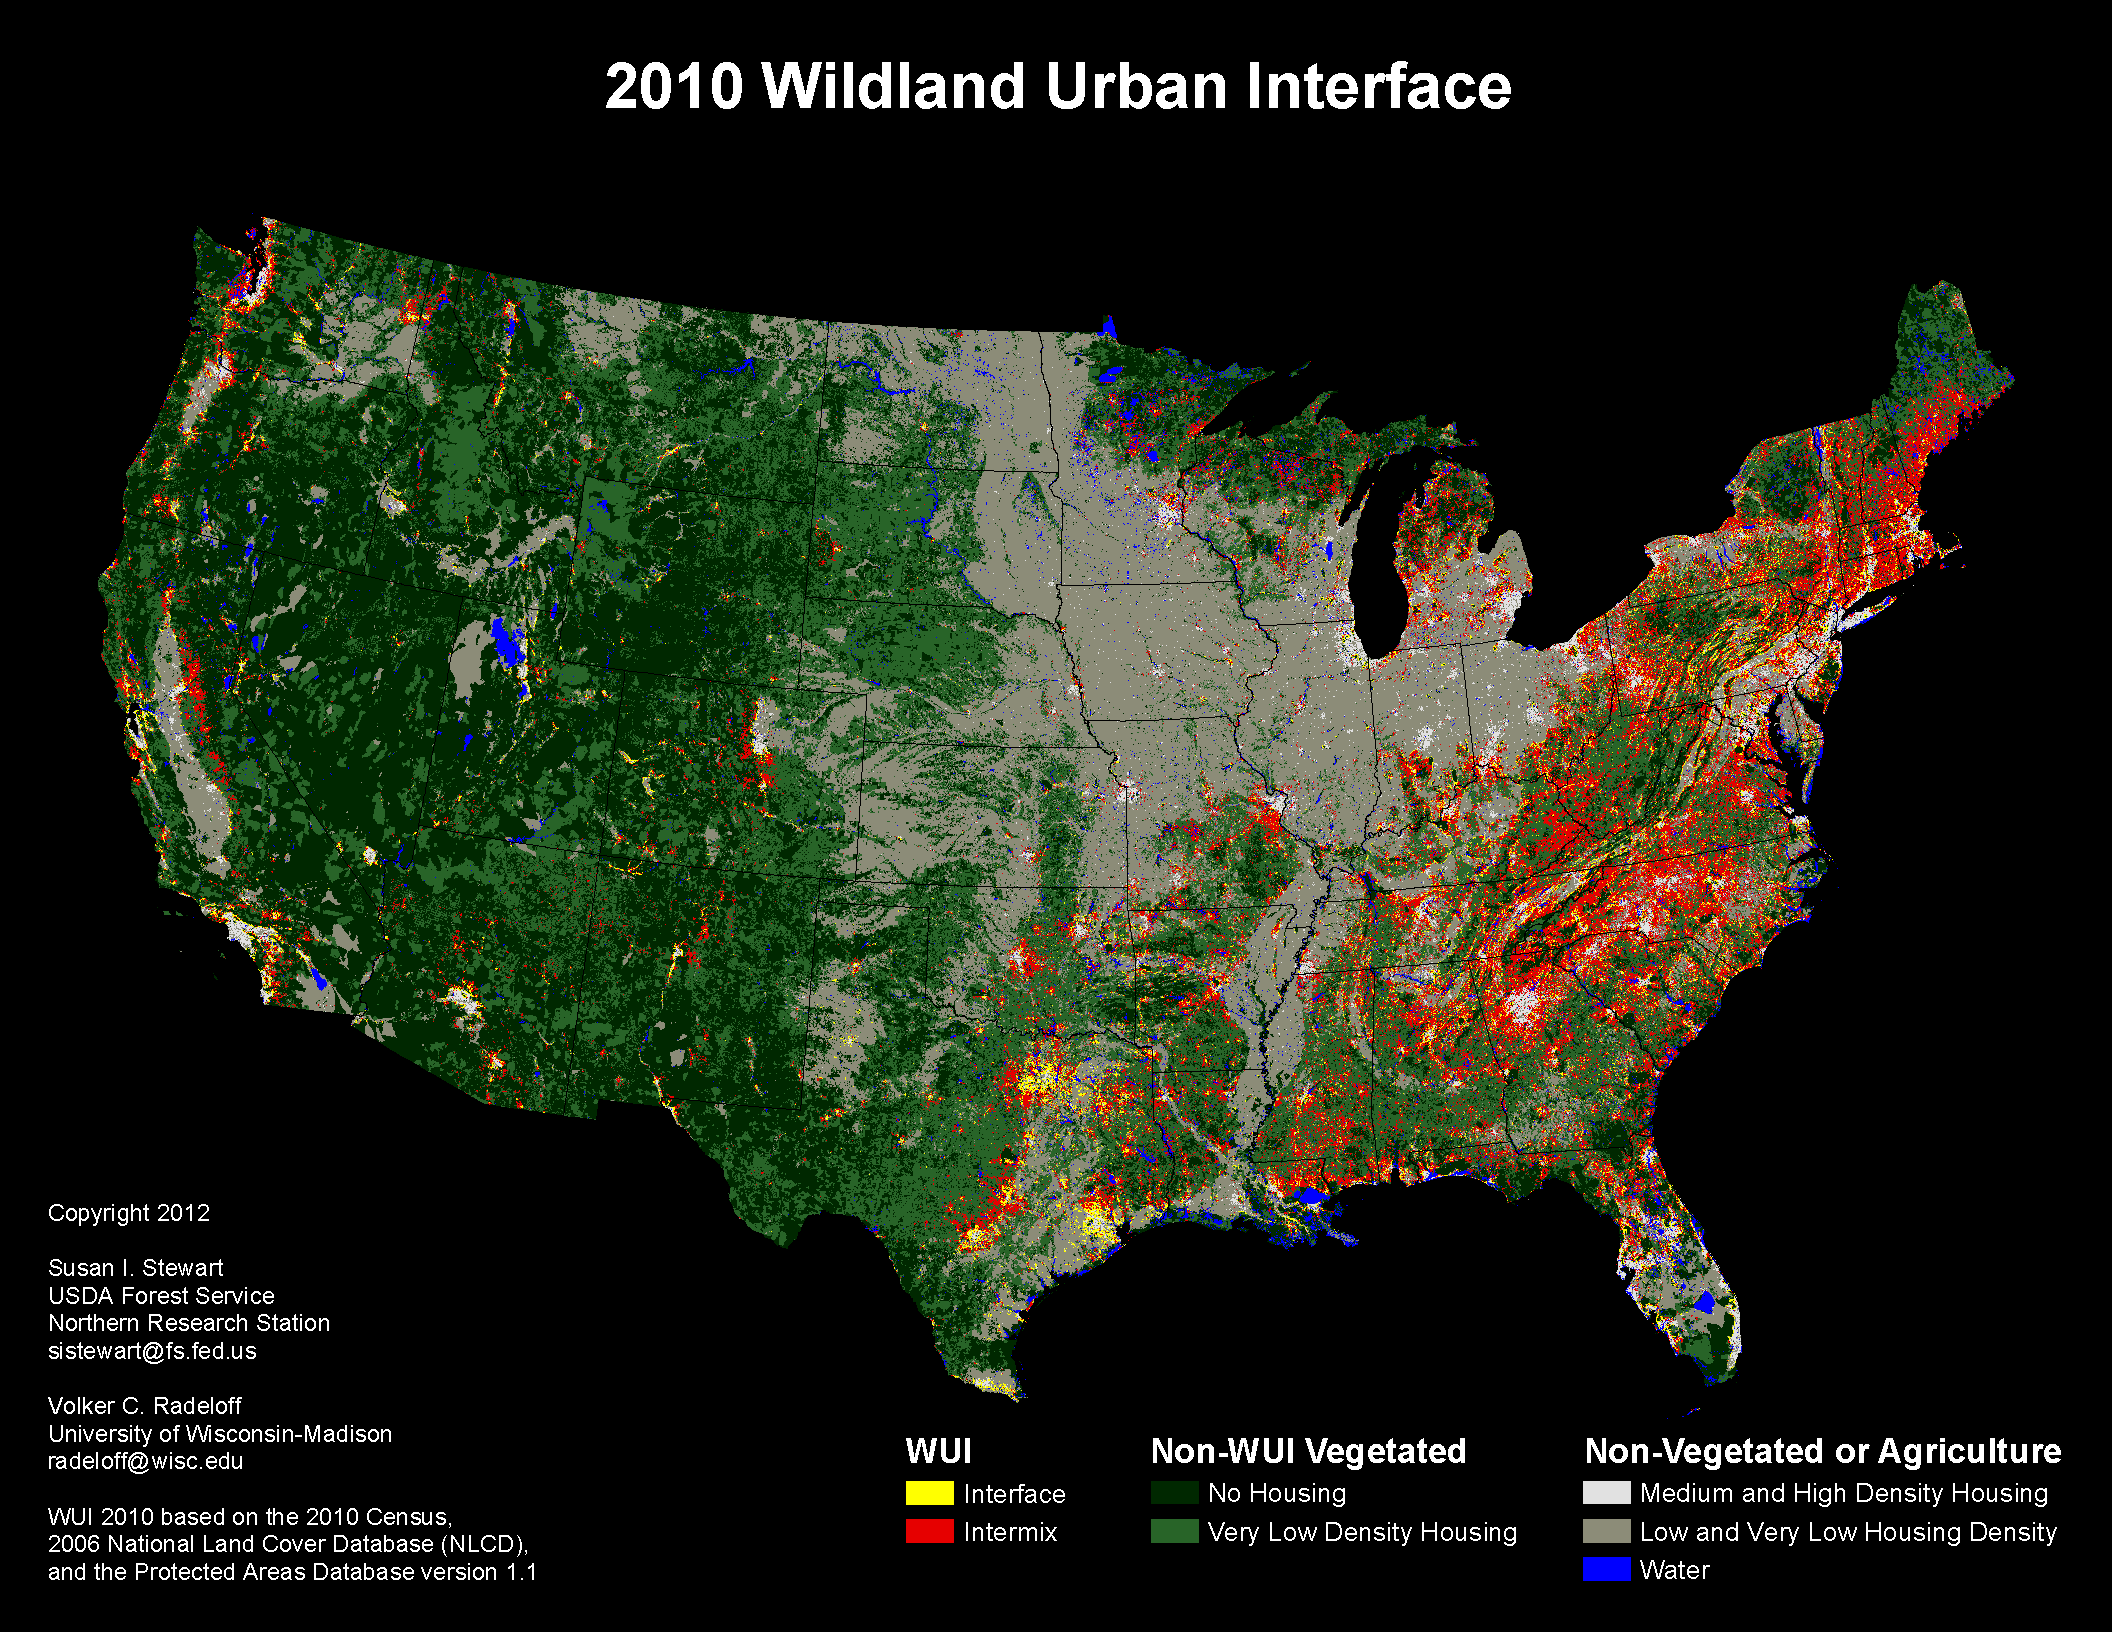 2010 Wildland Urban Interface
Copyright 2012
Susan I. Stewart
USDA Forest Service
Northern Research Station
sistewart@fs.fed.us
Volker C. Radeloff
University of Wisconsin-Madison
radeloff@wisc.edu
WUI 2010 based on the 2010 Census,
2006 National Land Cover Database (NLCD),
and the Protected Areas Database version 1.1
WUI
Interface
Intermix
Non-WUI Vegetated
No Housing
Very Low Density Housing
Non-Vegetated or Agriculture
Medium and High Density Housing
Low and Very Low Housing Density
Water